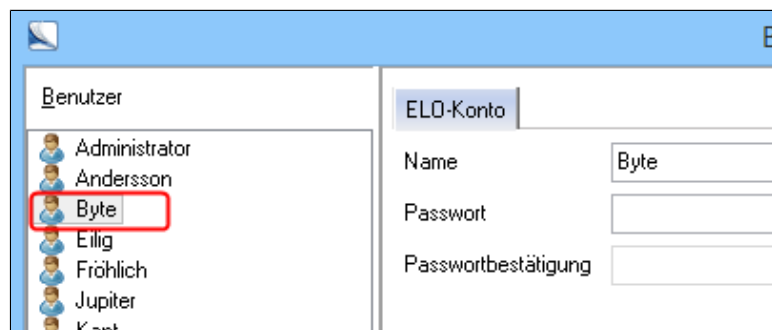 Benutzer
Administrator
Andersson
Byte
Eilig
Fröhlich
Jupiter
ELO-Konto
Name
Byte
Passwort
Passwortbestätigung